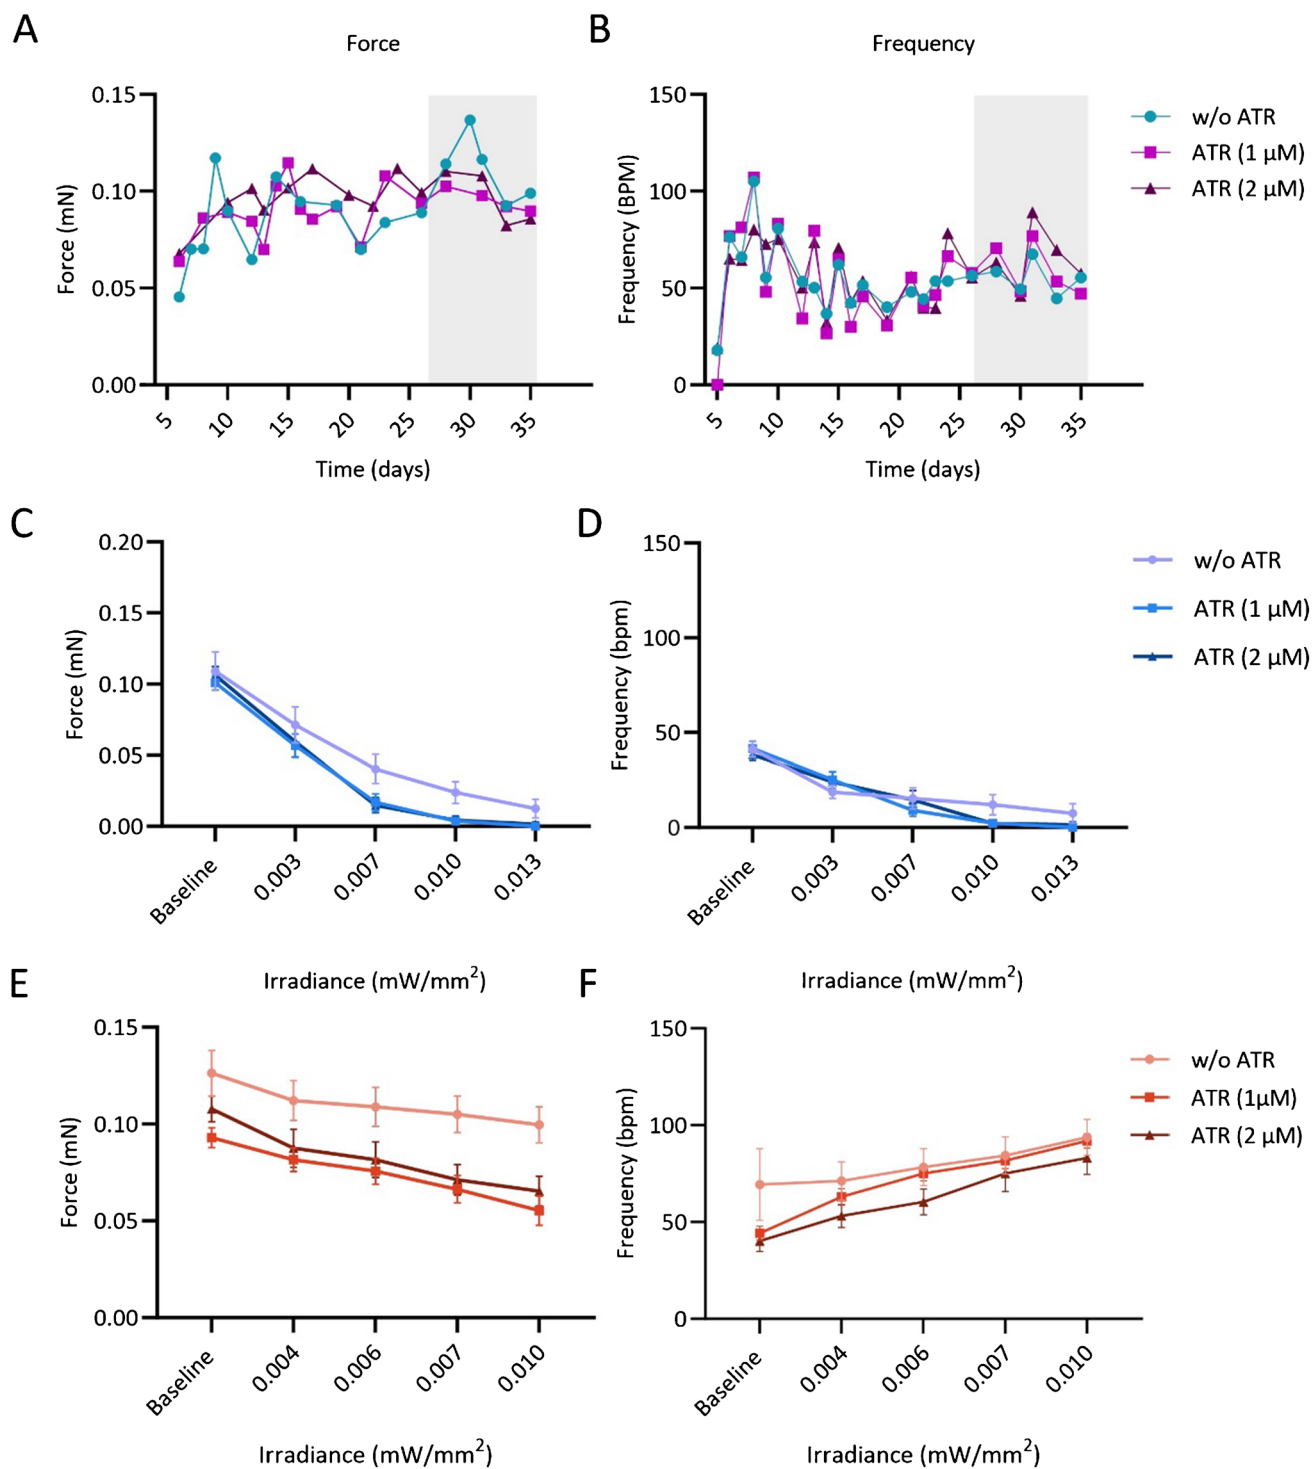 A
Force
0.15
0.10
0.05
0.00
Force (mN)
5
10
15
20
25
30
35
Time (days)
B
Frequency
150
100
50
0
Frequency (BPM)
5
10
15
20
25
30
35
Time (days)
w/o ATR
ATR (1 μM)
ATR (2 μM)
C
0.20
0.15
0.10
0.05
0.00
Force (mN)
Baseline
0.003
0.007
0.010
0.013
Irradiance (mW/mm²)
D
150
100
50
0
Frequency (bpm)
Baseline
0.003
0.007
0.010
0.013
Irradiance (mW/mm²)
w/o ATR
ATR (1 μM)
ATR (2 μM)
E
0.15
0.10
0.05
0.00
Force (mN)
Baseline
0.004
0.006
0.007
0.010
Irradiance (mW/mm²)
F
150
100
50
0
Frequency (bpm)
Baseline
0.004
0.006
0.007
0.010
Irradiance (mW/mm²)
w/o ATR
ATR (1μM)
ATR (2 μM)